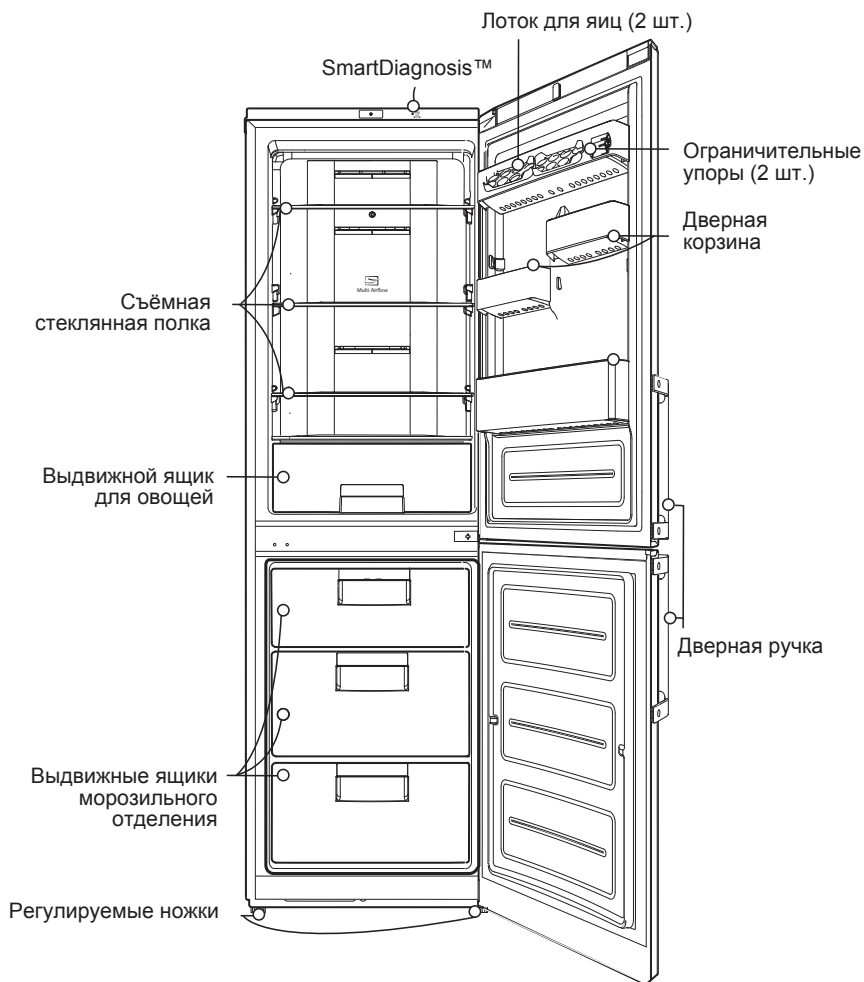 Лоток для яиц (2 шт.)
SmartDiagnosis™
Ограничительные
упоры (2 шт.)
Дверная
корзина
Multi Airflow
Съёмная
стеклянная полка
Выдвижной ящик
для овощей
Дверная ручка
Выдвижные ящики
морозильного
отделения
Регулируемые ножки